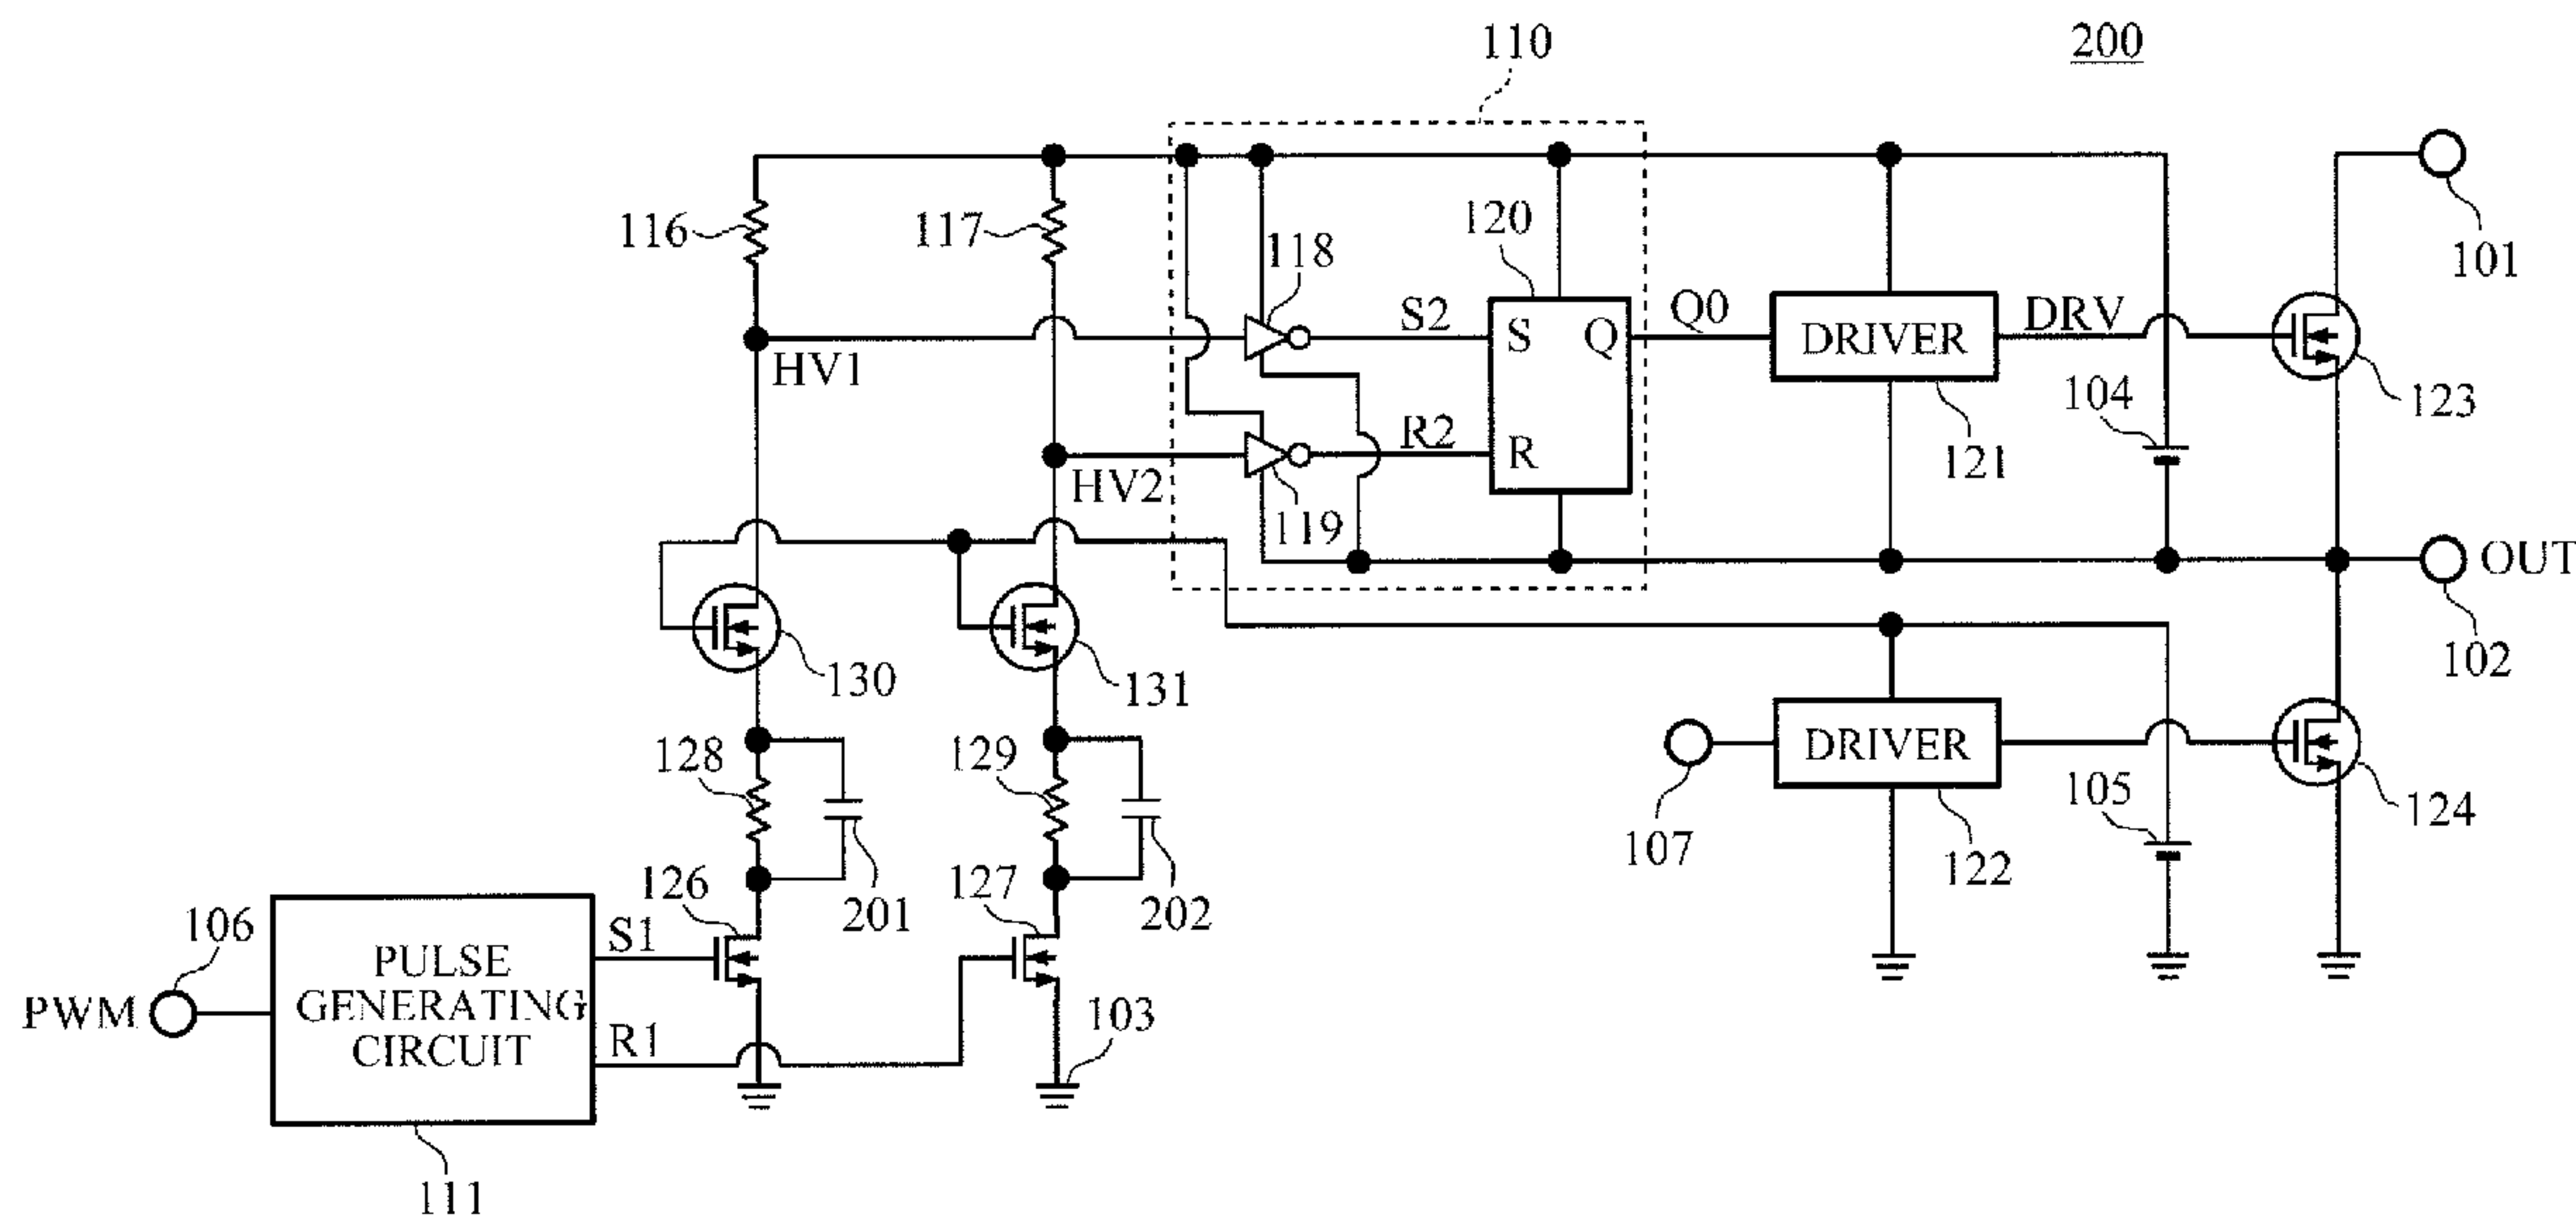 200
110
101
116
117
118
120
S
Q
R
S2
R2
Q0
DRIVER
DRV
HV1
HV2
119
121
104
123
OUT
102
130
131
128
129
201
202
126
127
106
PWM
PULSE
GENERATING
CIRCUIT
S1
R1
103
111
107
DRIVER
122
105
124